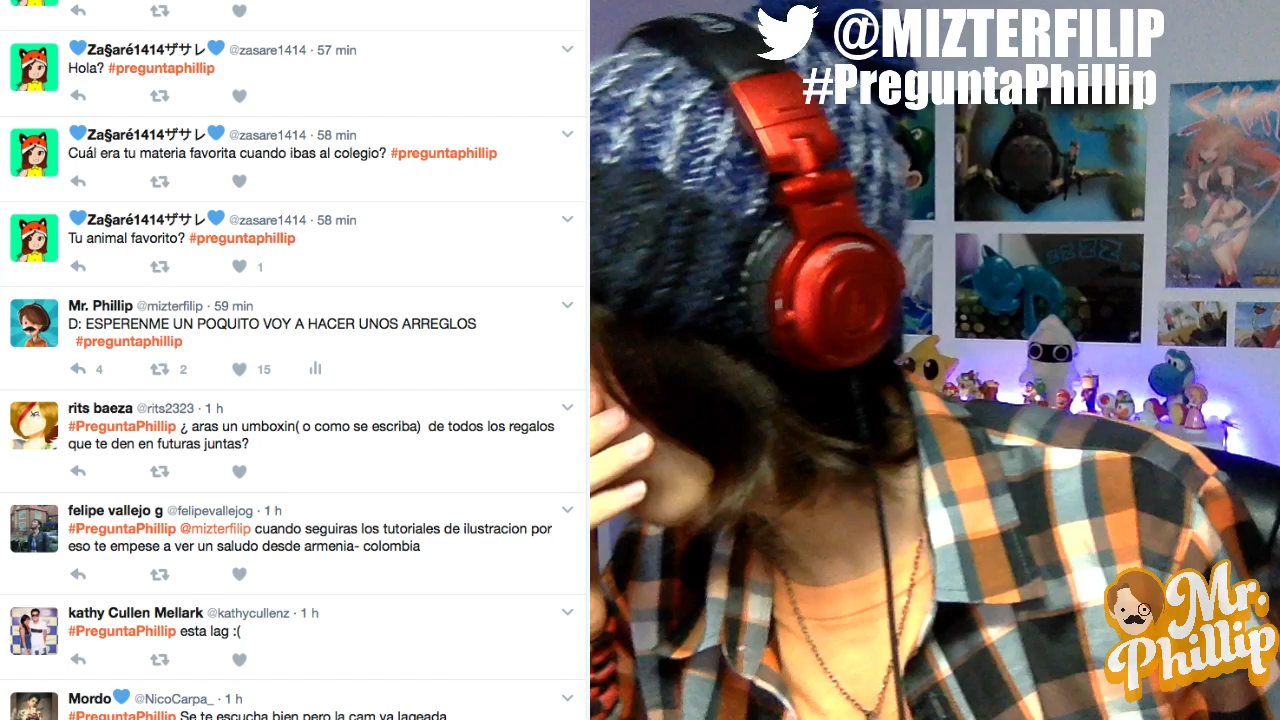 Za§aré1414ザサレ @zasare1414 · 57 min
Hola? #preguntaphillip
Za§aré1414ザサレ @zasare1414 · 58 min
Cuál era tu materia favorita cuando ibas al colegio? #preguntaphillip
Za§aré1414ザサレ @zasare1414 · 58 min
Tu animal favorito? #preguntaphillip
1
Mr. Phillip @mizterfilip · 59 min
D: ESPERENME UN POQUITO VOY A HACER UNOS ARREGLOS
#preguntaphillip
4 2 15
rits baeza @rits2323 · 1 h
#PreguntaPhillip ¿ aras un umboxin( o como se escriba) de todos los regalos
que te den en futuras juntas?
felipe vallejo g @felipevallejog · 1 h
#PreguntaPhillip @mizterfilip cuando seguiras los tutoriales de ilustracion por
eso te empese a ver un saludo desde armenia- colombia
kathy Cullen Mellark @kathycullenz · 1 h
#PreguntaPhillip esta lag :(
Mordo @NicoCarpa_ · 1 h
#PreguntaPhillip Se te escucha bien pero la cam va lageada
@MIZTERFILIP
#PreguntaPhillip
Mr.
Phillip